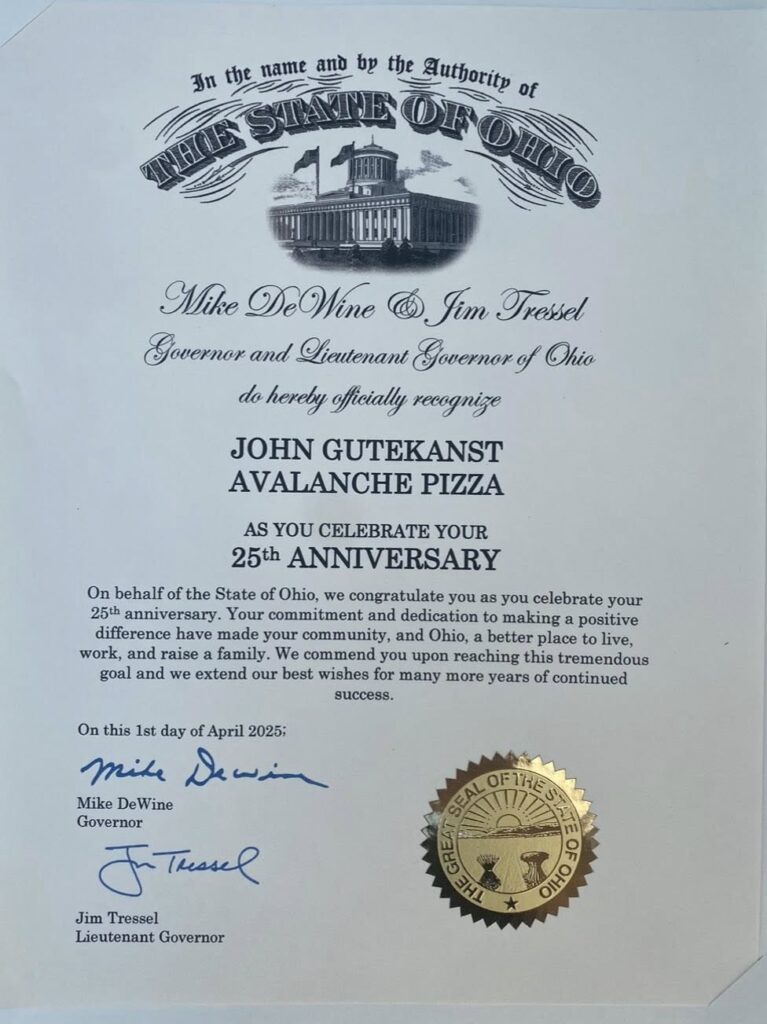 In the name and by the Authority of
THE STATE OF OHIO
Mike DeWine & Jim Tressel
Governor and Lieutenant Governor of Ohio
do hereby officially recognize
JOHN GUTEKANST
AVALANCHE PIZZA
AS YOU CELEBRATE YOUR
25th ANNIVERSARY
On behalf of the State of Ohio, we congratulate you as you celebrate your
25th anniversary. Your commitment and dedication to making a positive
difference have made your community, and Ohio, a better place to live,
work, and raise a family. We commend you upon reaching this tremendous
goal and we extend our best wishes for many more years of continued
success.
On this 1st day of April 2025;
Mike DeWine
Mike DeWine
Governor
Jim Tressel
Jim Tressel
Lieutenant Governor
THE GREAT SEAL OF THE STATE OF OHIO